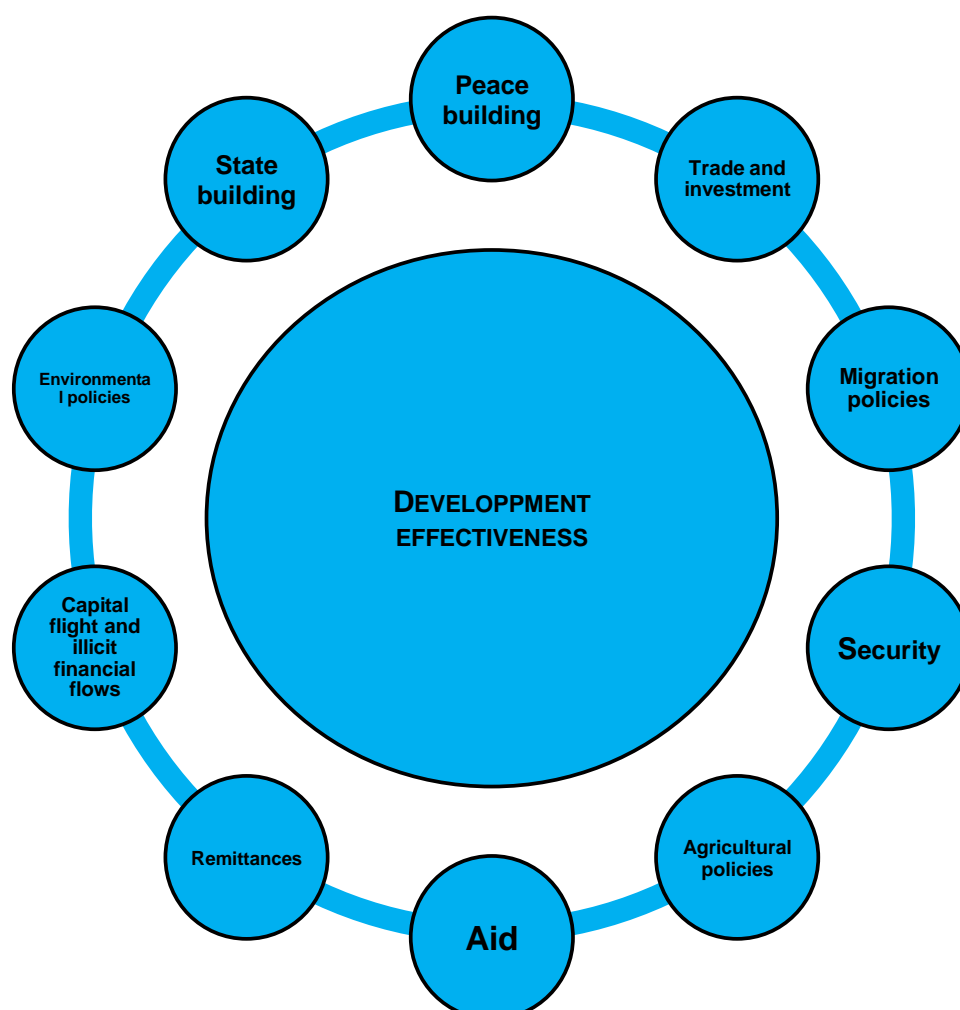 Peace
building
Trade and
investment
Migration
policies
Security
Agricultural
policies
Aid
Remittances
Capital
flight and
illicit
financial
flows
Environmenta
l policies
State
building
DEVELOPPMENT
EFFECTIVENESS